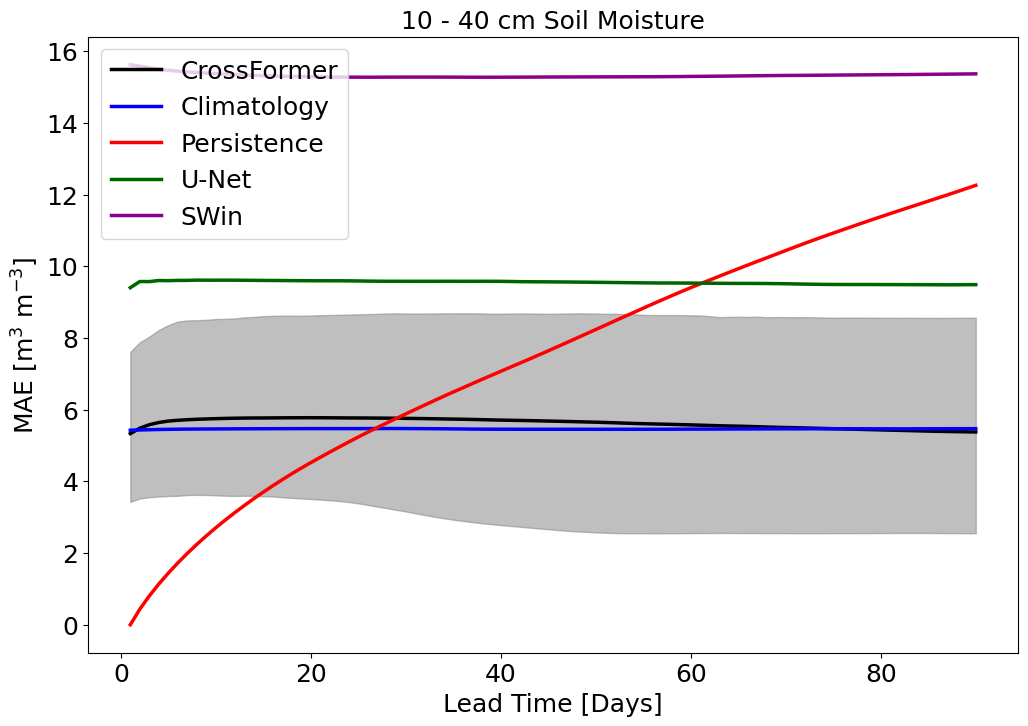 10 - 40 cm Soil Moisture
CrossFormer
Climatology
Persistence
U-Net
SWin
MAE [m³ m⁻³]
16
14
12
10
8
6
4
2
0
0 20 40 60 80
Lead Time [Days]